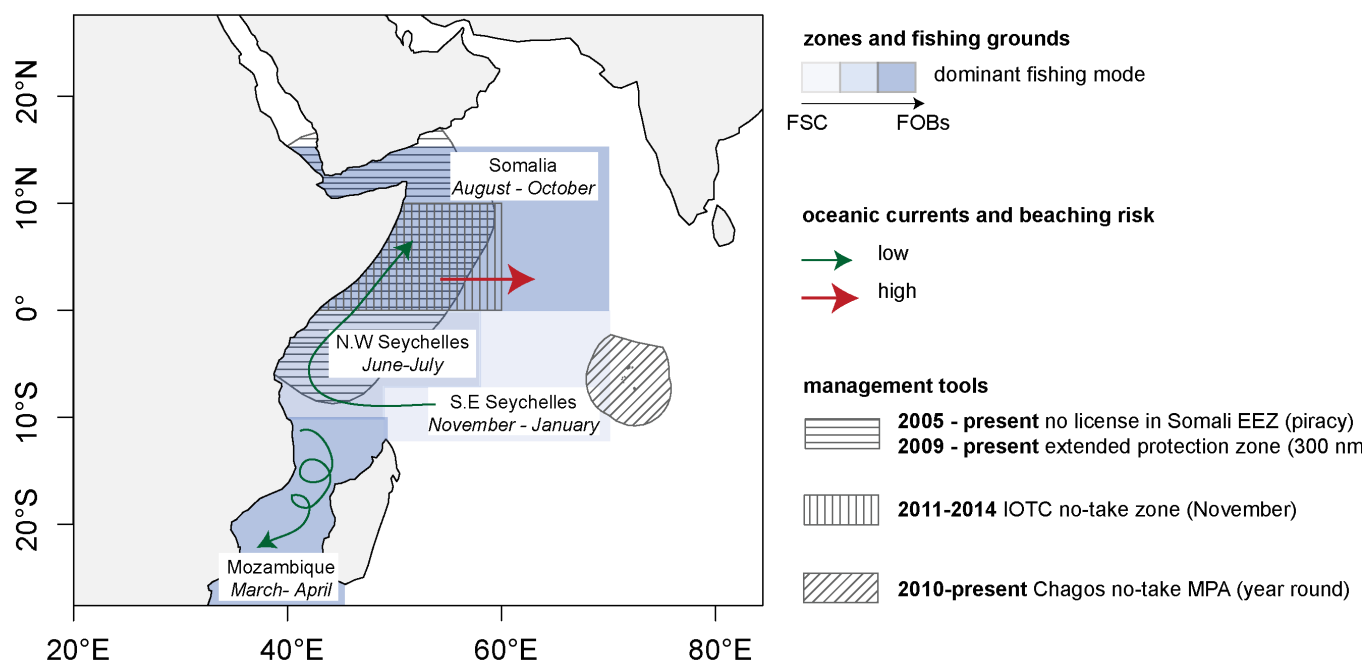 20°N
10°N
0°
10°S
20°S
20°E
40°E
60°E
80°E
Somalia
August - October
N.W Seychelles
June-July
S.E Seychelles
November - January
Mozambique
March- April
zones and fishing grounds
dominant fishing mode
FSC
FOBs
oceanic currents and beaching risk
low
high
management tools
2005 - present no license in Somali EEZ (piracy)
2009 - present extended protection zone (300 nm
2011-2014 IOTC no-take zone (November)
2010-present Chagos no-take MPA (year round)